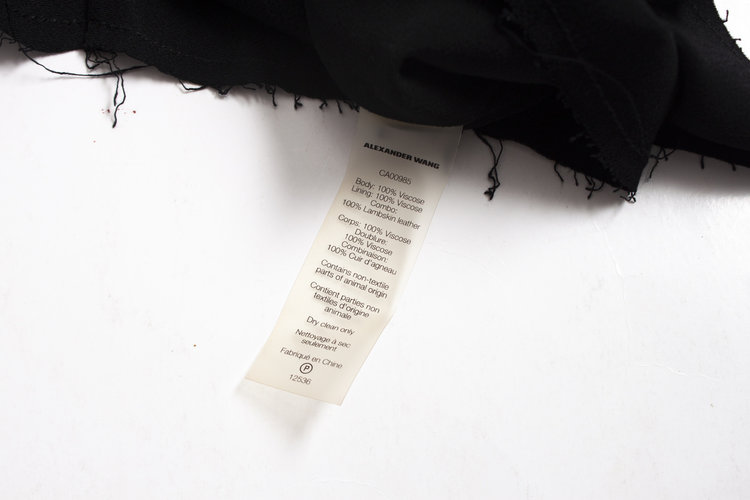 ALEXANDER WANG
CA00985
Body: 100% Viscose
Lining: 100% Viscose
Combo:
100% Lambskin leather
Corps: 100% Viscose
Doublure:
100% Viscose
Combinaison:
100% Cuir d'agneau
Contains non-textile
parts of animal origin
Contient parties non
textiles d'origine
animale
Dry clean only
Nettoyage à sec
seulement
Fabriqué en Chine
P
12536